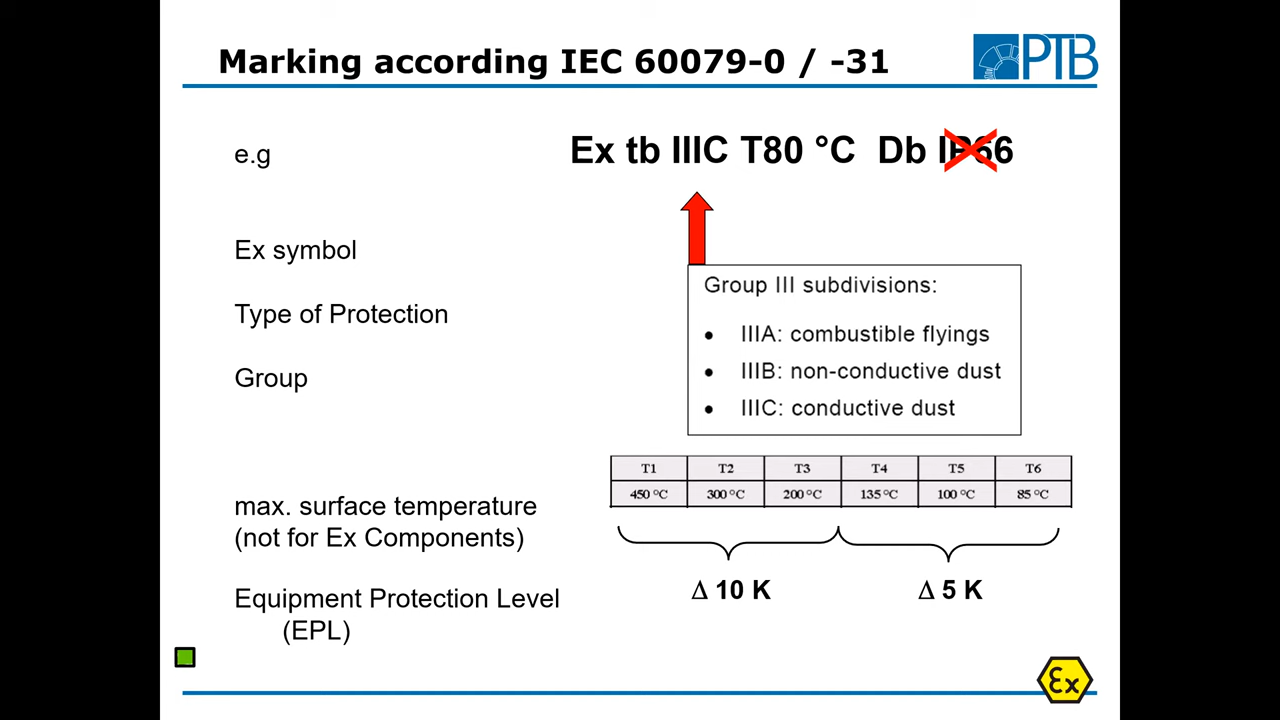 Marking according IEC 60079-0 / -31
PTB
e.g
Ex tb IIIC T80 °C Db IP66
Ex symbol
Type of Protection
Group
Group III subdivisions:
• IIIA: combustible flyings
• IIIB: non-conductive dust
• IIIC: conductive dust
T1 T2 T3 T4 T5 T6
450 °C 300 °C 200 °C 135 °C 100 °C 85 °C
max. surface temperature
(not for Ex Components)
Δ 10 K Δ 5 K
Equipment Protection Level
(EPL)
Ex